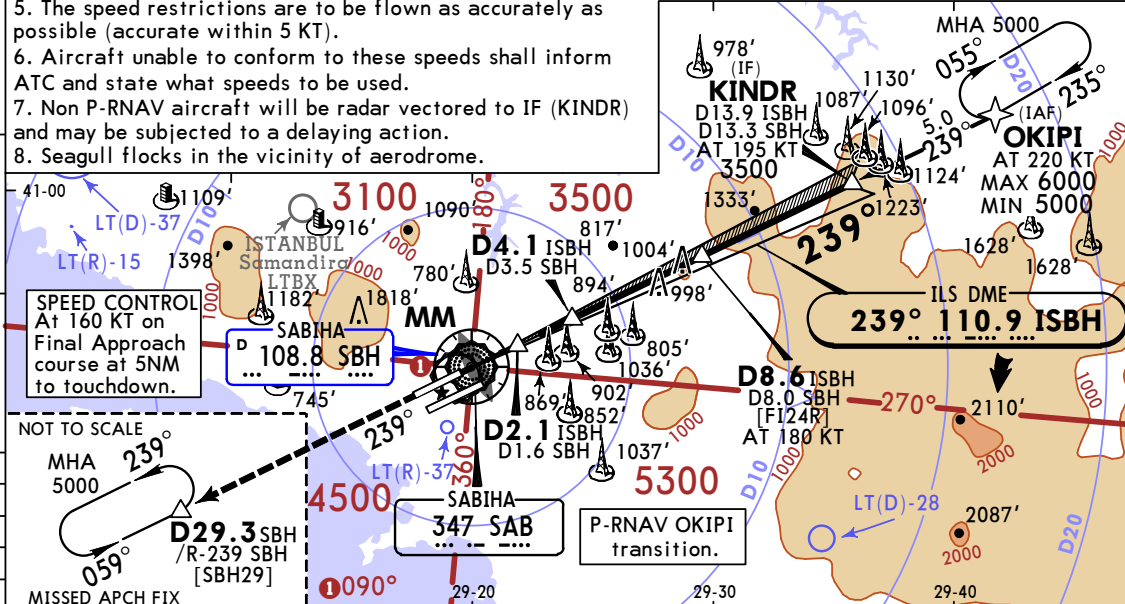 5. The speed restrictions are to be flown as accurately as
possible (accurate within 5 KT).
6. Aircraft unable to conform to these speeds shall inform
ATC and state what speeds to be used.
7. Non P-RNAV aircraft will be radar vectored to IF (KINDR)
and may be subjected to a delaying action.
8. Seagull flocks in the vicinity of aerodrome.
978'
(IF)
KINDR
D13.9 ISBH
D13.3 SBH
AT 195 KT
3500
1087'
1130'
1096'
1124'
1223'
1333'
MHA 5000
055°
235°
D20
5.0
239°
(IAF)
OKIPI
AT 220 KT
MAX 6000
MIN 5000
1000
1628'
1628'
D10
41-00
1109'
LT(D)-37
D10
LT(R)-15
916'
ISTANBUL
Samandira
LTBX
3100
180°
3500
1090'
1000
1398'
1000
1000
780'
D4.1 ISBH
D3.5 SBH
817'
1004'
894'
998'
239°
SPEED CONTROL
At 160 KT on
Final Approach
course at 5NM
to touchdown.
1182'
1818'
MM
SABIHA
D 108.8 SBH
1
745'
ILS DME
239° 110.9 ISBH
805'
1036'
902'
869'
852'
1037'
1000
D2.1 ISBH
D1.6 SBH
D8.6 ISBH
D8.0 SBH
[FI24R]
AT 180 KT
270°
2110'
2000
1000
1000
NOT TO SCALE
MHA
5000
239°
059°
D29.3 SBH
/R-239 SBH
[SBH29]
MISSED APCH FIX
239°
LT(R)-37
360°
4500
SABIHA
347 SAB
5300
P-RNAV OKIPI
transition.
D10
LT(D)-28
2087'
2000
D20
1 090°
29-20
29-30
29-40